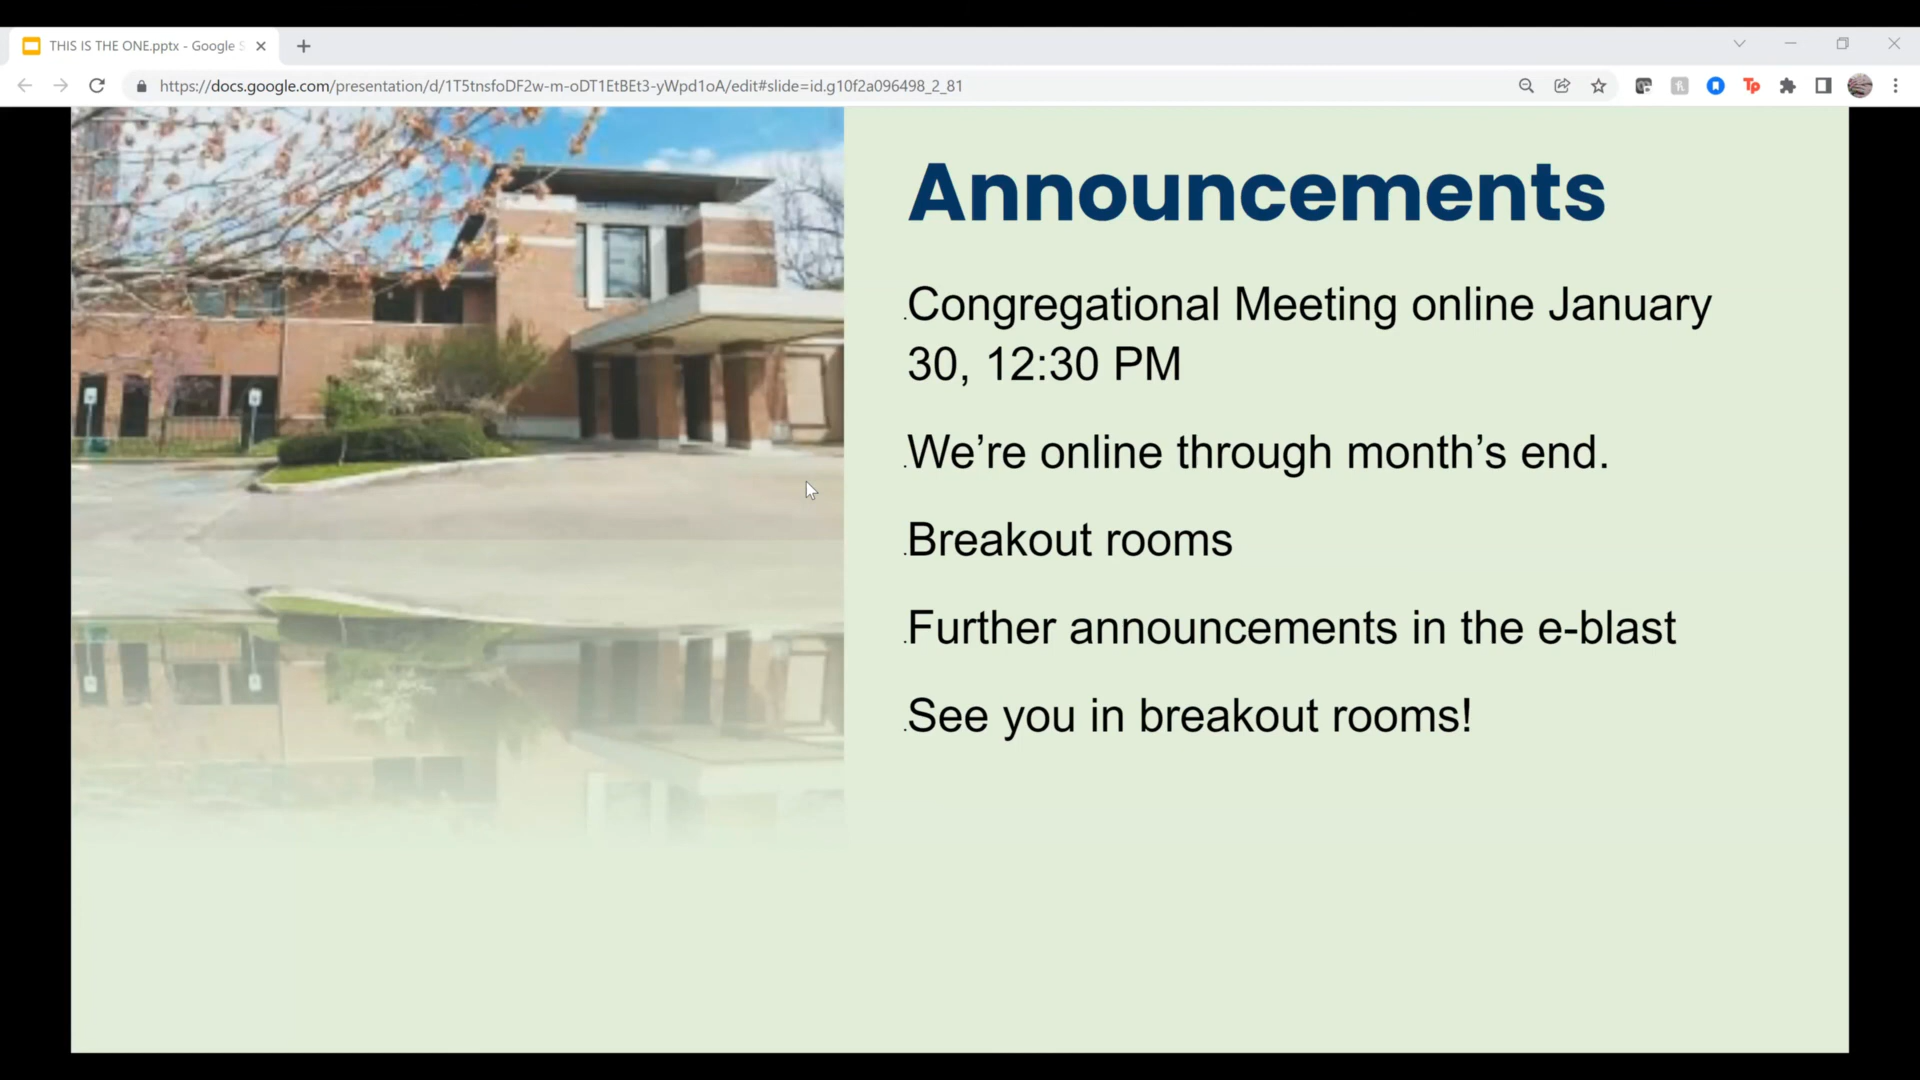 THIS IS THE ONE.pptx - Google S
https://docs.google.com/presentation/d/1T5tnsfoDF2w-m-oDT1EtBEt3-yWpd1oA/edit#slide=id.g10f2a096498_2_81
Tp
Announcements
.Congregational Meeting online January
30, 12:30 PM
.We’re online through month’s end.
.Breakout rooms
.Further announcements in the e-blast
.See you in breakout rooms!